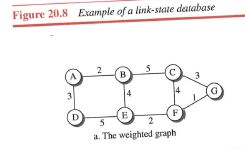 Figure 20.8 Example of a link-state database
2 5 3
A B C
3 4 4 G
1
D E F
5 2
a. The weighted graph